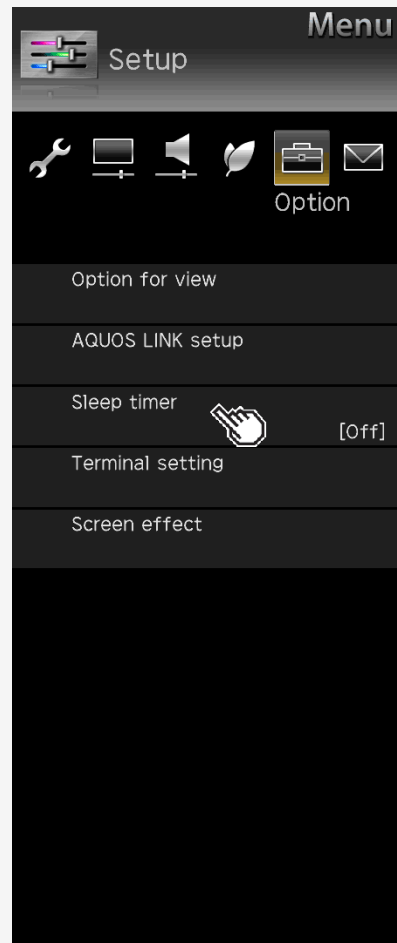 Menu
Setup
Option
Option for view
AQUOS LINK setup
Sleep timer
[Off]
Terminal setting
Screen effect